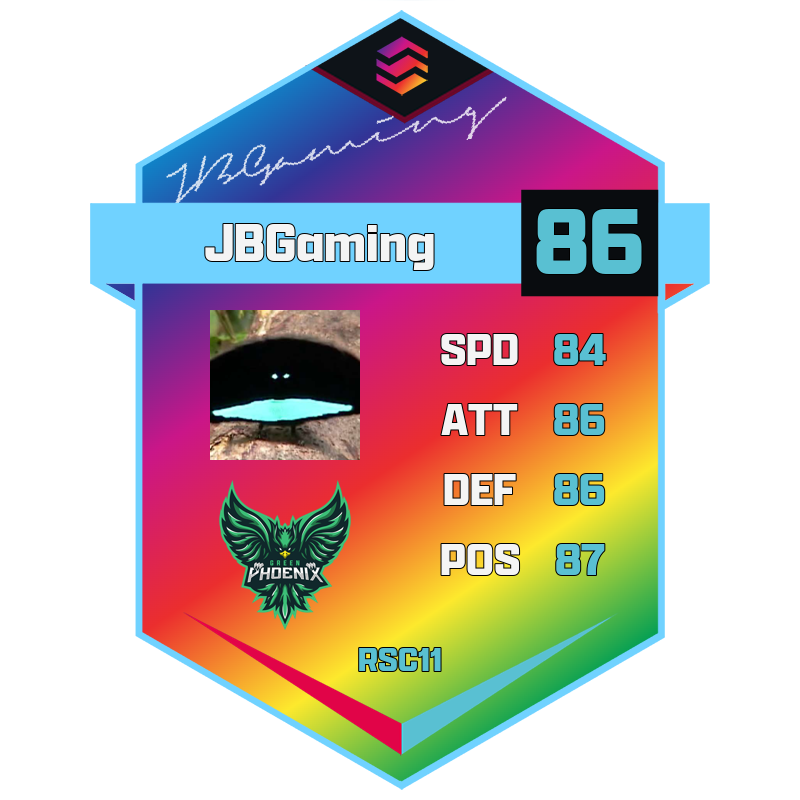 JBGaming
JBGaming 86
SPD 84
ATT 86
DEF 86
POS 87
GREEN
PHOENIX
RSC11